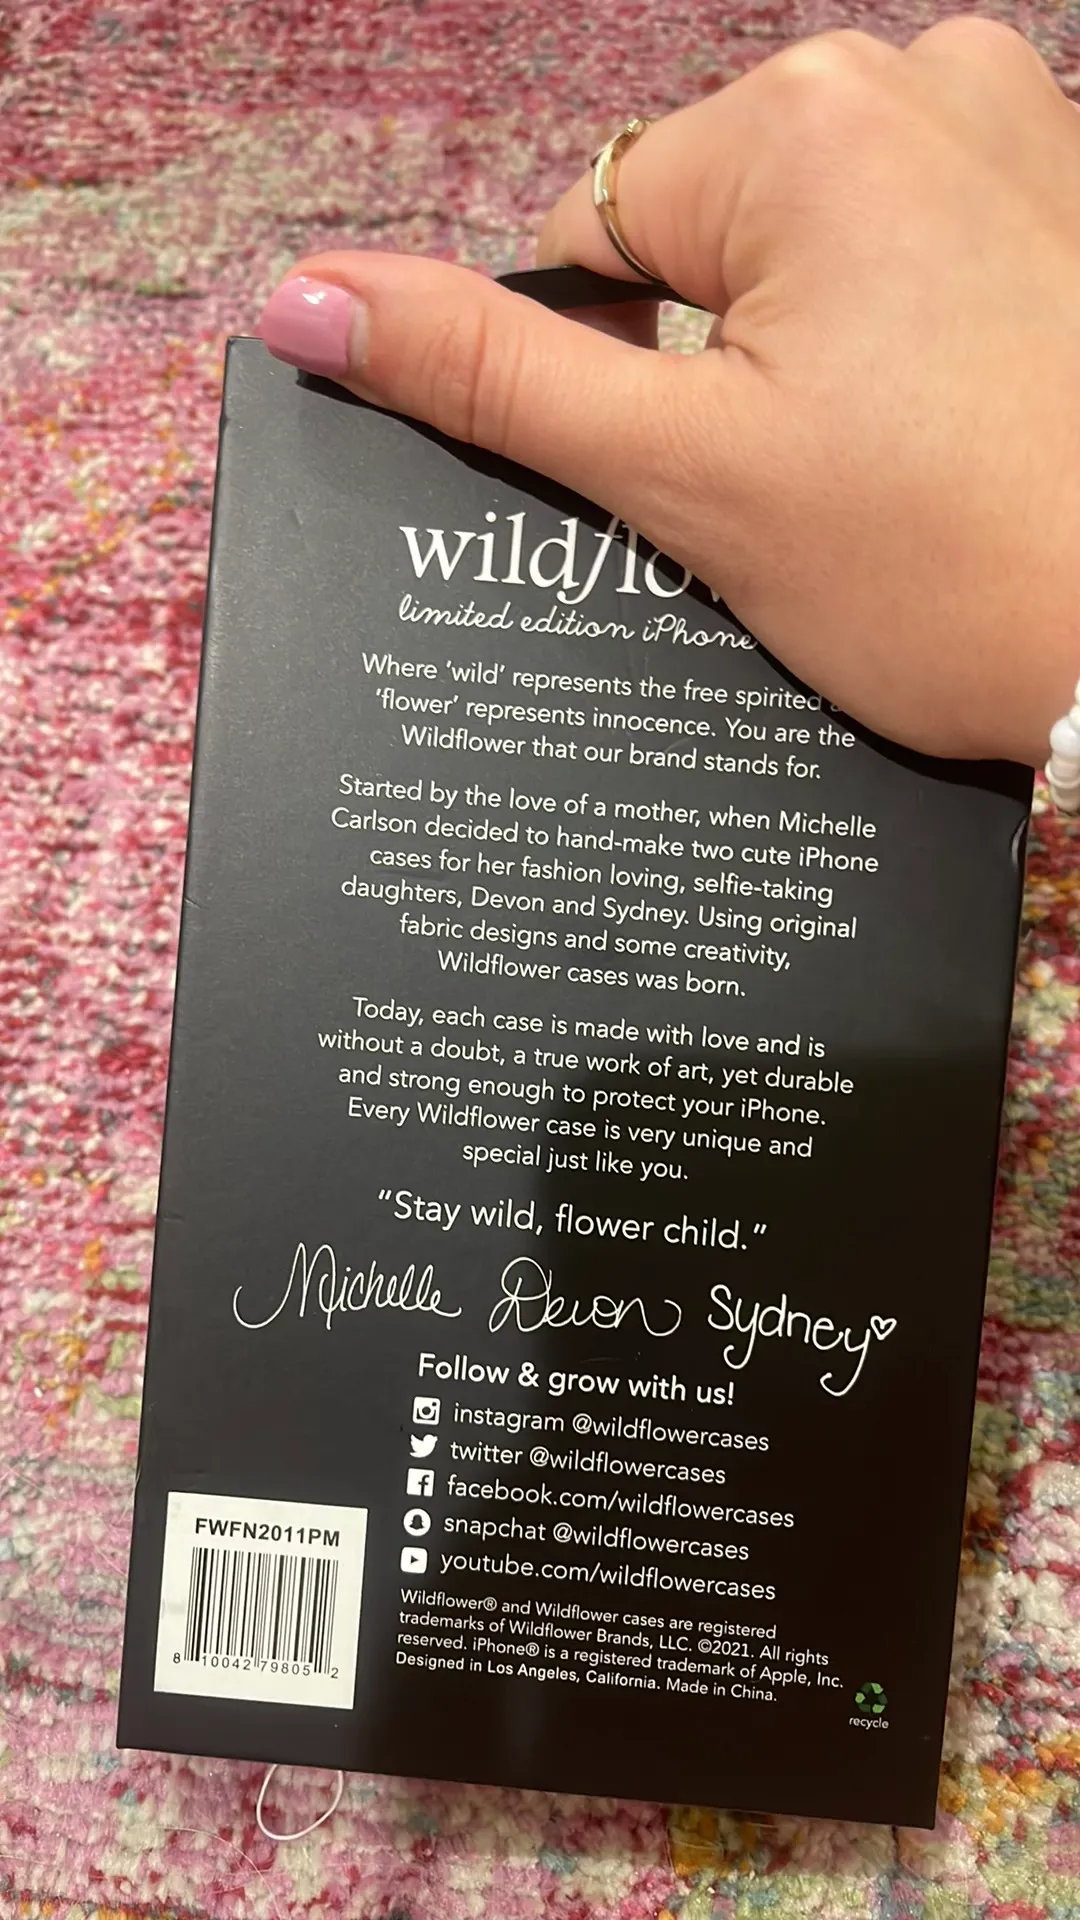 limited edition iPhone
Where 'wild' represents the free spirited
'flower' represents innocence. You are the
Wildflower that our brand stands for.
Started by the love of a mother, when Michelle
Carlson decided to hand-make two cute iPhone
cases for her fashion loving, selfie-taking
daughters, Devon and Sydney. Using original
fabric designs and some creativity,
Wildflower cases was born.
Today, each case is made with love and is
without a doubt, a true work of art, yet durable
and strong enough to protect your iPhone.
Every Wildflower case is very unique and
special just like you.
"Stay wild, flower child."
Michelle Devon Sydney
Follow & grow with us!
instagram @wildflowercases
twitter @wildflowercases
facebook.com/wildflowercases
snapchat @wildflowercases
youtube.com/wildflowercases
Wildflower® and Wildflower cases are registered
trademarks of Wildflower Brands, LLC. ©2021. All rights
reserved. iPhone® is a registered trademark of Apple, Inc.
Designed in Los Angeles, California. Made in China.
recycle
FWFN2011PM
8 10042 79805 2